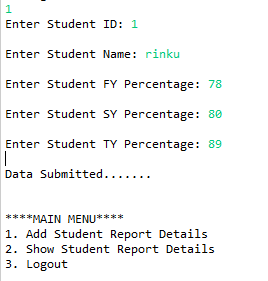 1
Enter Student ID: 1
Enter Student Name: rinku
Enter Student FY Percentage: 78
Enter Student SY Percentage: 80
Enter Student TY Percentage: 89
Data Submitted.......
****MAIN MENU****
1. Add Student Report Details
2. Show Student Report Details
3. Logout